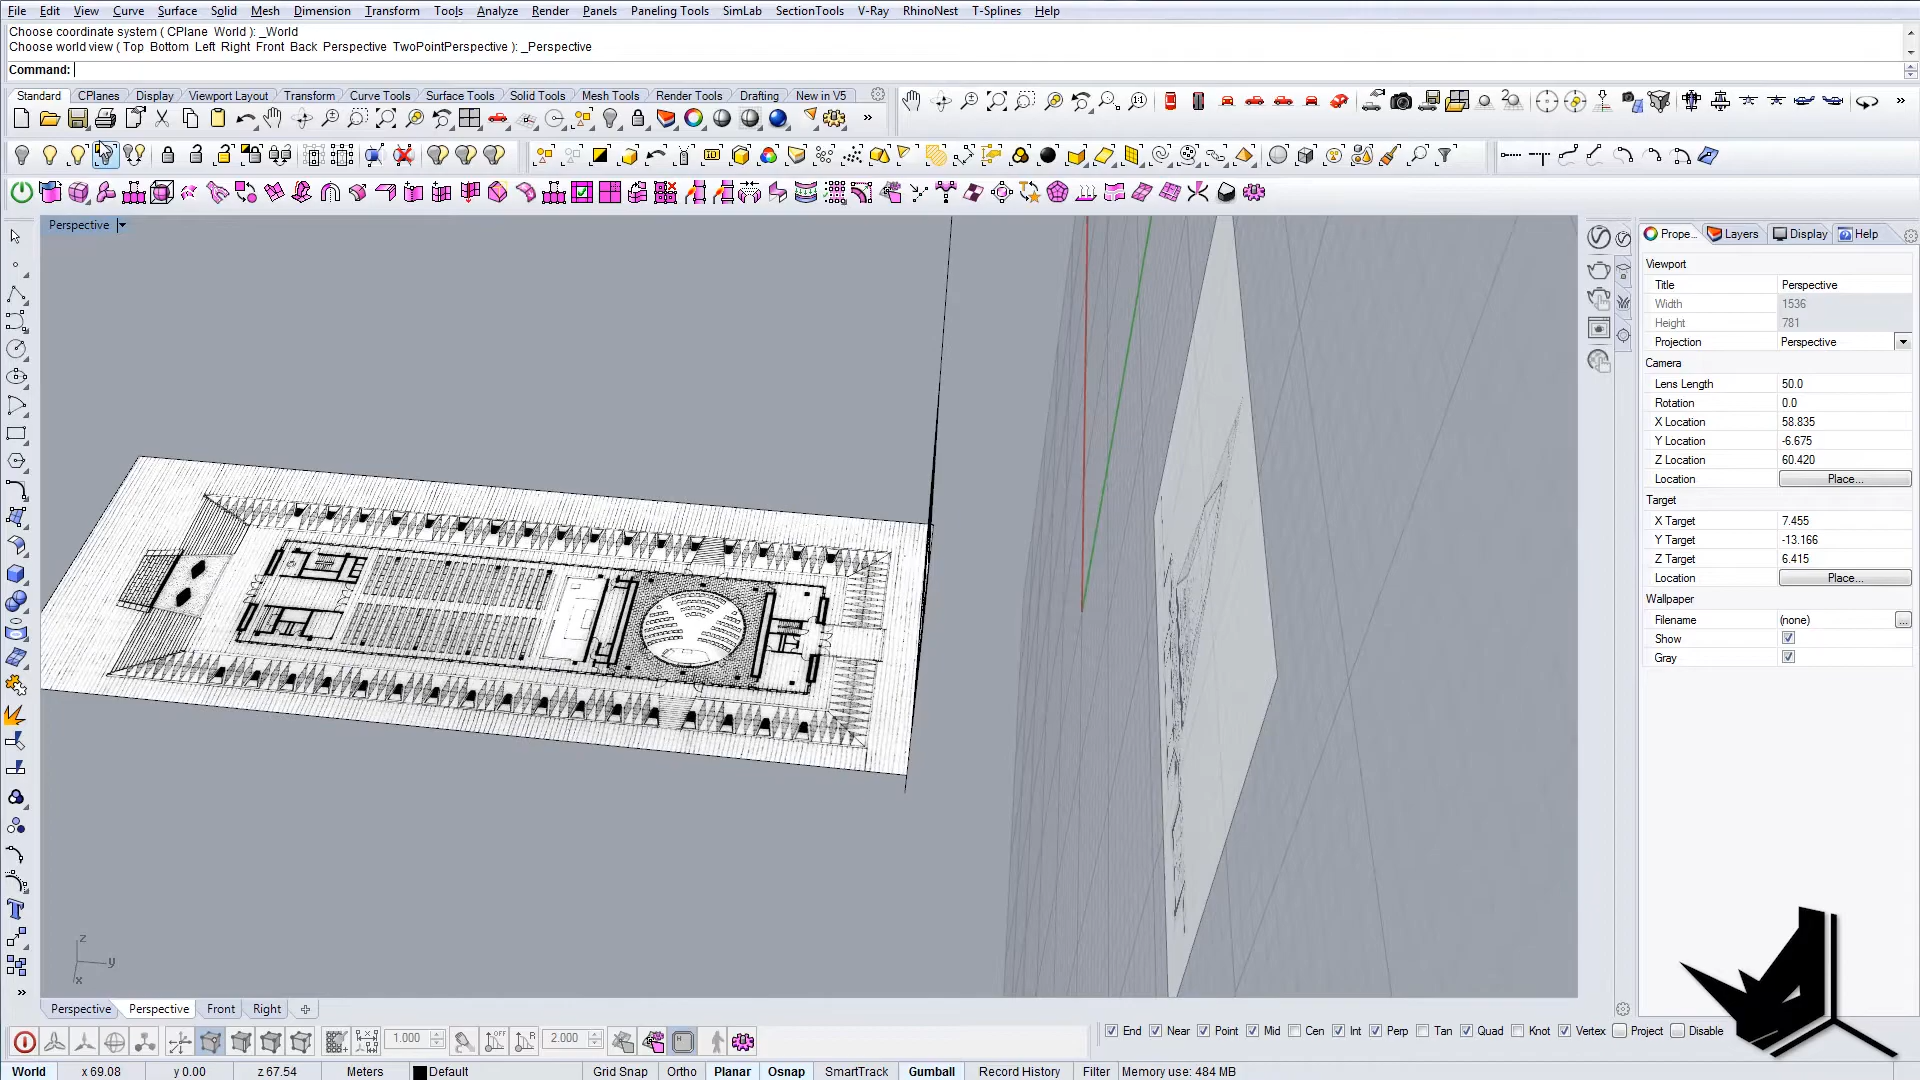 File Edit View Curve Surface Solid Mesh Dimension Transform Tools Analyze Render Panels Paneling Tools SimLab SectionTools V-Ray RhinoNest T-Splines Help
Choose coordinate system ( CPlane World ): _World
Choose world view ( Top Bottom Left Right Front Back Perspective TwoPointPerspective ): _Perspective
Command:
Standard CPlanes Display Viewport Layout Transform Curve Tools Surface Tools Solid Tools Mesh Tools Render Tools Drafting New in V5
Perspective
Prope... Layers Display Help
Viewport
Title Perspective
Width 1536
Height 781
Projection Perspective
Camera
Lens Length 50.0
Rotation 0.0
X Location 58.835
Y Location -6.675
Z Location 60.420
Location Place...
Target
X Target 7.455
Y Target -13.166
Z Target 6.415
Location Place...
Wallpaper
Filename (none) ...
Show
Gray
z
y
x
Perspective Perspective Front Right
1.000 2.000
End Near Point Mid Cen Int Perp Tan Quad Knot Vertex Project Disable
World x 69.08 y 0.00 z 67.54 Meters Default Grid Snap Ortho Planar Osnap SmartTrack Gumball Record History Filter Memory use: 484 MB